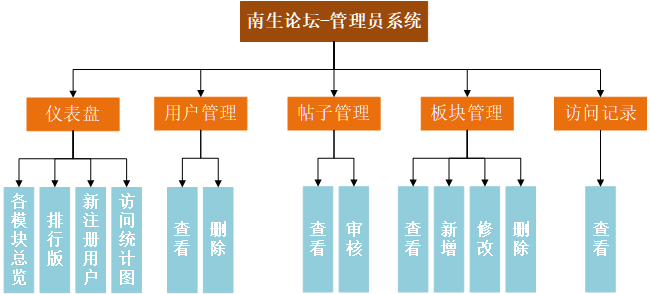 南生论坛-管理员系统
仪表盘
用户管理
帖子管理
板块管理
访问记录
各模块总览
排行版
新注册用户
访问统计图
查看
删除
查看
审核
查看
新增
修改
删除
查看